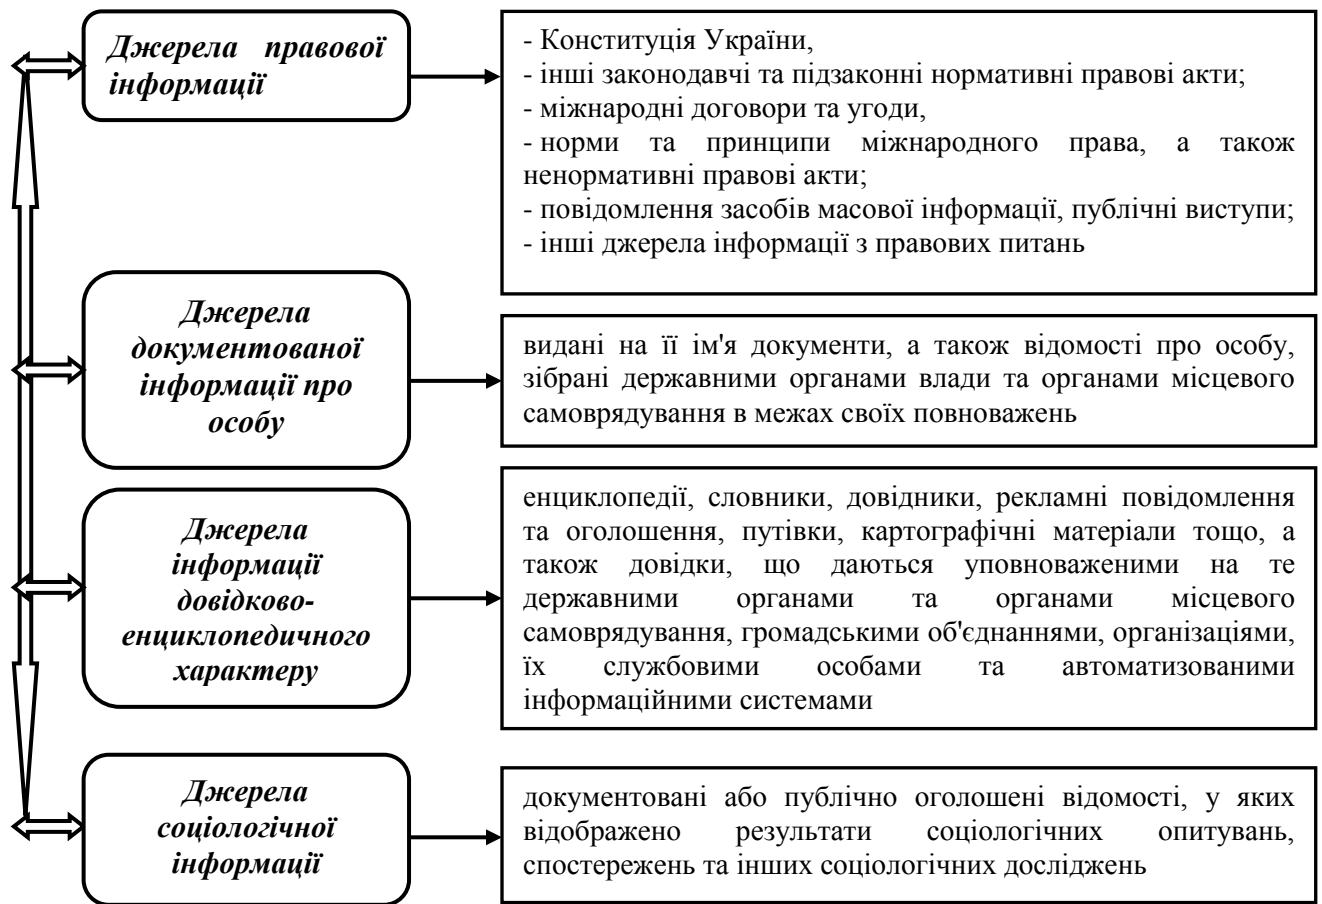 Джерела правової
інформації
- Конституція України,
- інші законодавчі та підзаконні нормативні правові акти;
- міжнародні договори та угоди,
- норми та принципи міжнародного права, а також
ненормативні правові акти;
- повідомлення засобів масової інформації, публічні виступи;
- інші джерела інформації з правових питань
Джерела
документованої
інформації про
особу
видані на її ім'я документи, а також відомості про особу,
зібрані державними органами влади та органами місцевого
самоврядування в межах своїх повноважень
Джерела
інформації
довідково-
енциклопедичного
характеру
енциклопедії, словники, довідники, рекламні повідомлення
та оголошення, путівки, картографічні матеріали тощо, а
також довідки, що даються уповноваженими на те
державними органами та органами місцевого
самоврядування, громадськими об'єднаннями, організаціями,
їх службовими особами та автоматизованими
інформаційними системами
Джерела
соціологічної
інформації
документовані або публічно оголошені відомості, у яких
відображено результати соціологічних опитувань,
спостережень та інших соціологічних досліджень